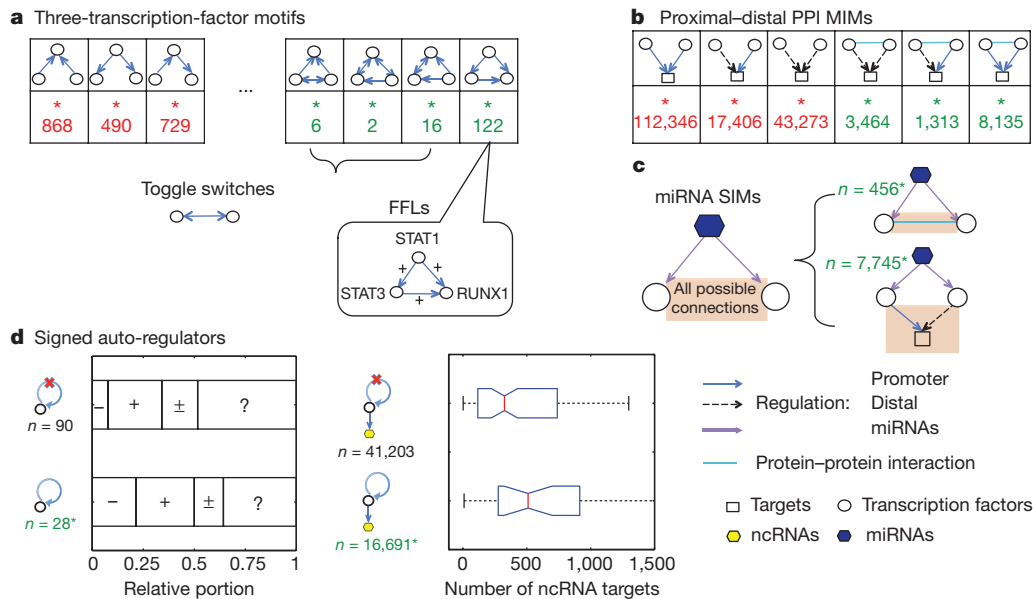 a Three-transcription-factor motifs
* * * ... * * * *
868 490 729 6 2 16 122
Toggle switches
FFLs
STAT1
+ +
STAT3 + RUNX1
b Proximal–distal PPI MIMs
* * * * * *
112,346 17,406 43,273 3,464 1,313 8,135
c
miRNA SIMs
All possible
connections
n = 456*
n = 7,745*
d Signed auto-regulators
n = 90
− + ± ?
n = 28*
− + ± ?
0 0.25 0.5 0.75 1
Relative portion
n = 41,203
n = 16,691*
0 500 1,000 1,500
Number of ncRNA targets
Regulation:
Promoter
Distal
miRNAs
Protein–protein interaction
Targets Transcription factors
ncRNAs miRNAs